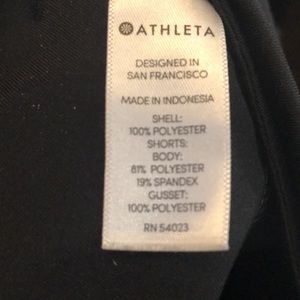 ATHLETA
DESIGNED IN
SAN FRANCISCO
MADE IN INDONESIA
SHELL:
100% POLYESTER
SHORTS:
BODY:
81% POLYESTER
19% SPANDEX
GUSSET:
100% POLYESTER
RN 54023